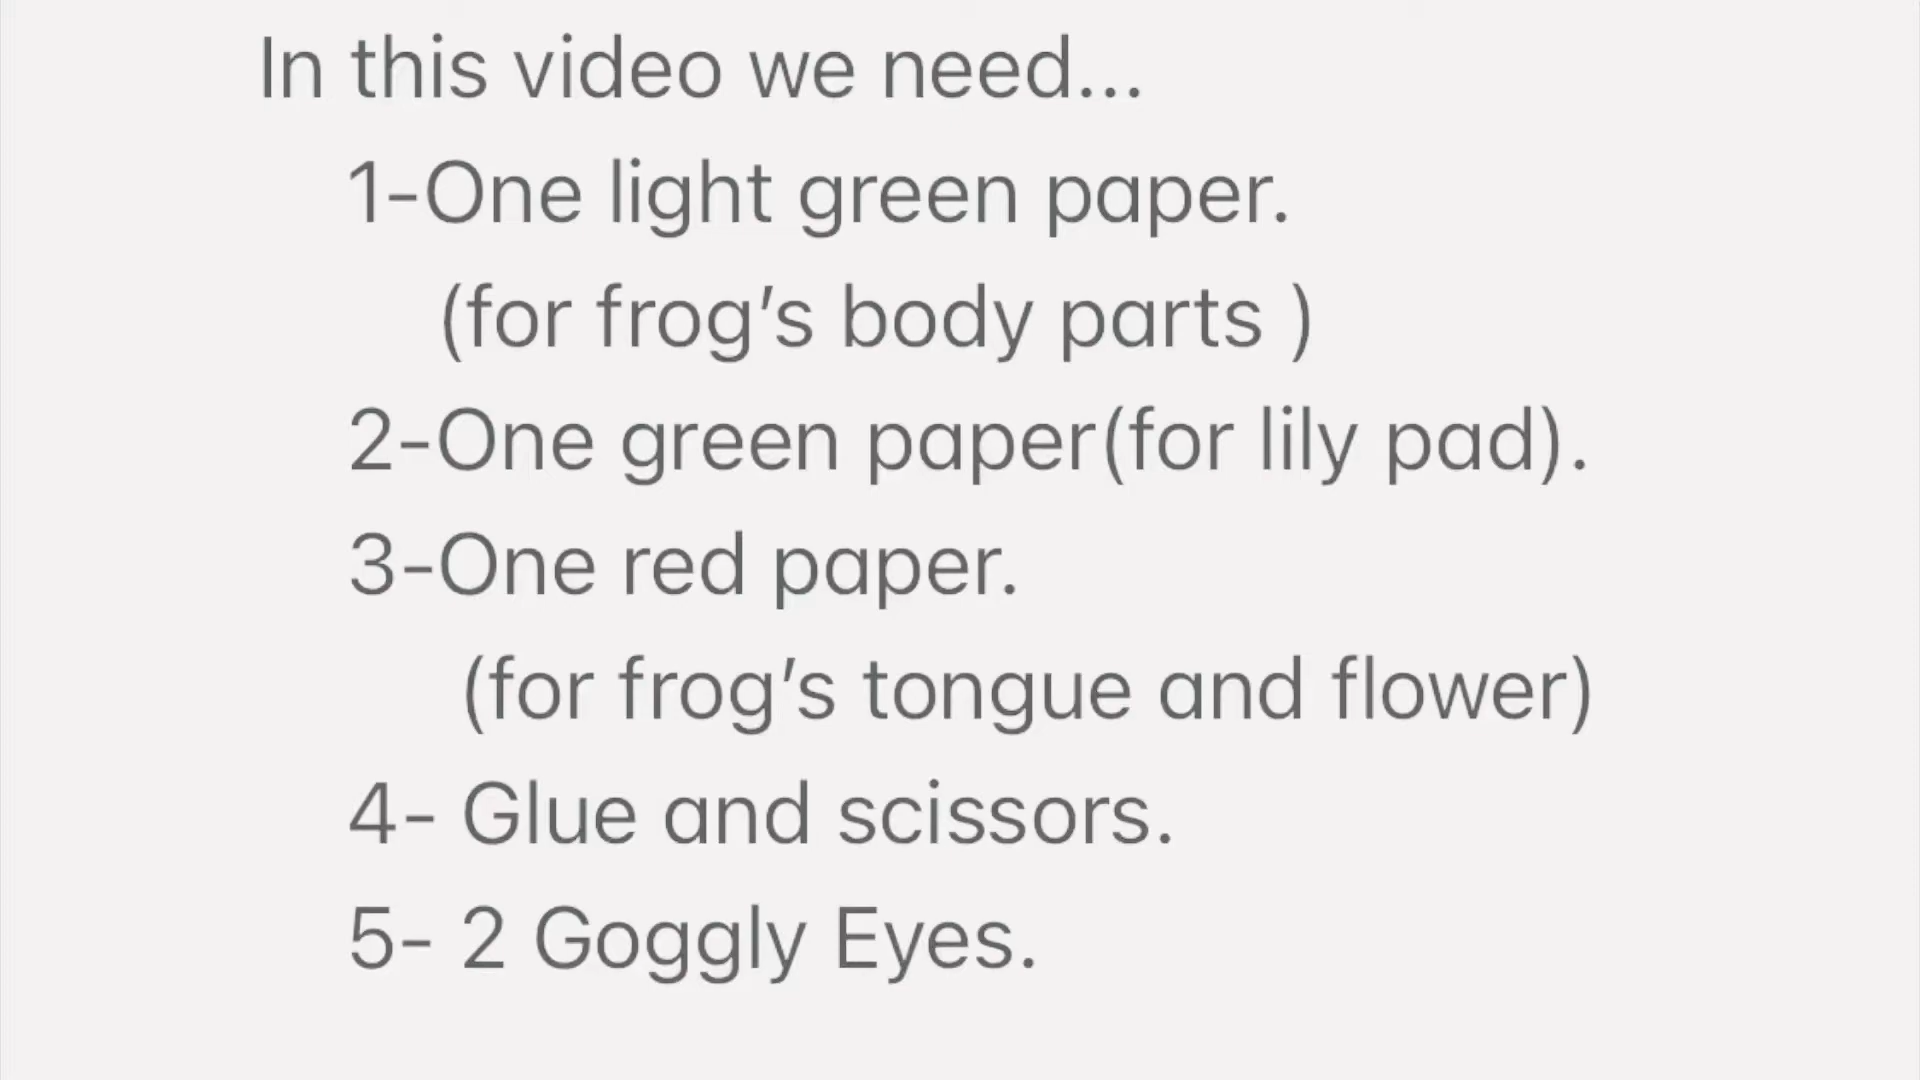 In this video we need...
1-One light green paper.
(for frog's body parts )
2-One green paper(for lily pad).
3-One red paper.
(for frog's tongue and flower)
4- Glue and scissors.
5- 2 Goggly Eyes.